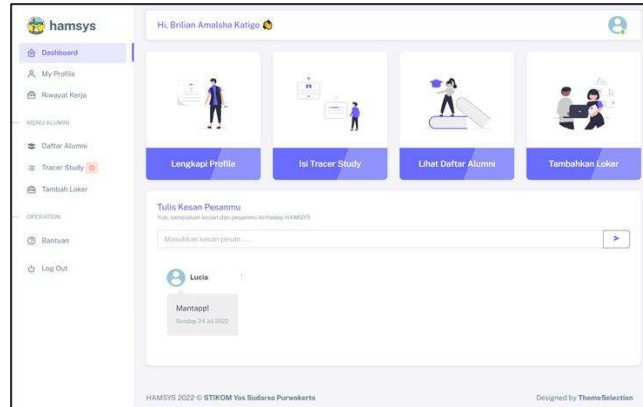 hamsys
Dashboard
My Profile
Riwayat Kerja
MENU ALUMNI
Daftar Alumni
Tracer Study
Tambah Loker
OPERATION
Bantuan
Log Out
Hi, Brilian Amalsha Katigo
Lengkapi Profile
Isi Tracer Study
Lihat Daftar Alumni
Tambahkan Loker
Tulis Kesan Pesanmu
Yuk, sampaikan kesan dan pesanmu terhadap HAMSYS
Masukkan kesan pesan ...
Lucia
Mantapp!
Sunday, 24 Jul 2022
HAMSYS 2022 © STIKOM Yos Sudarso Purwokerto
Designed by ThemeSelection